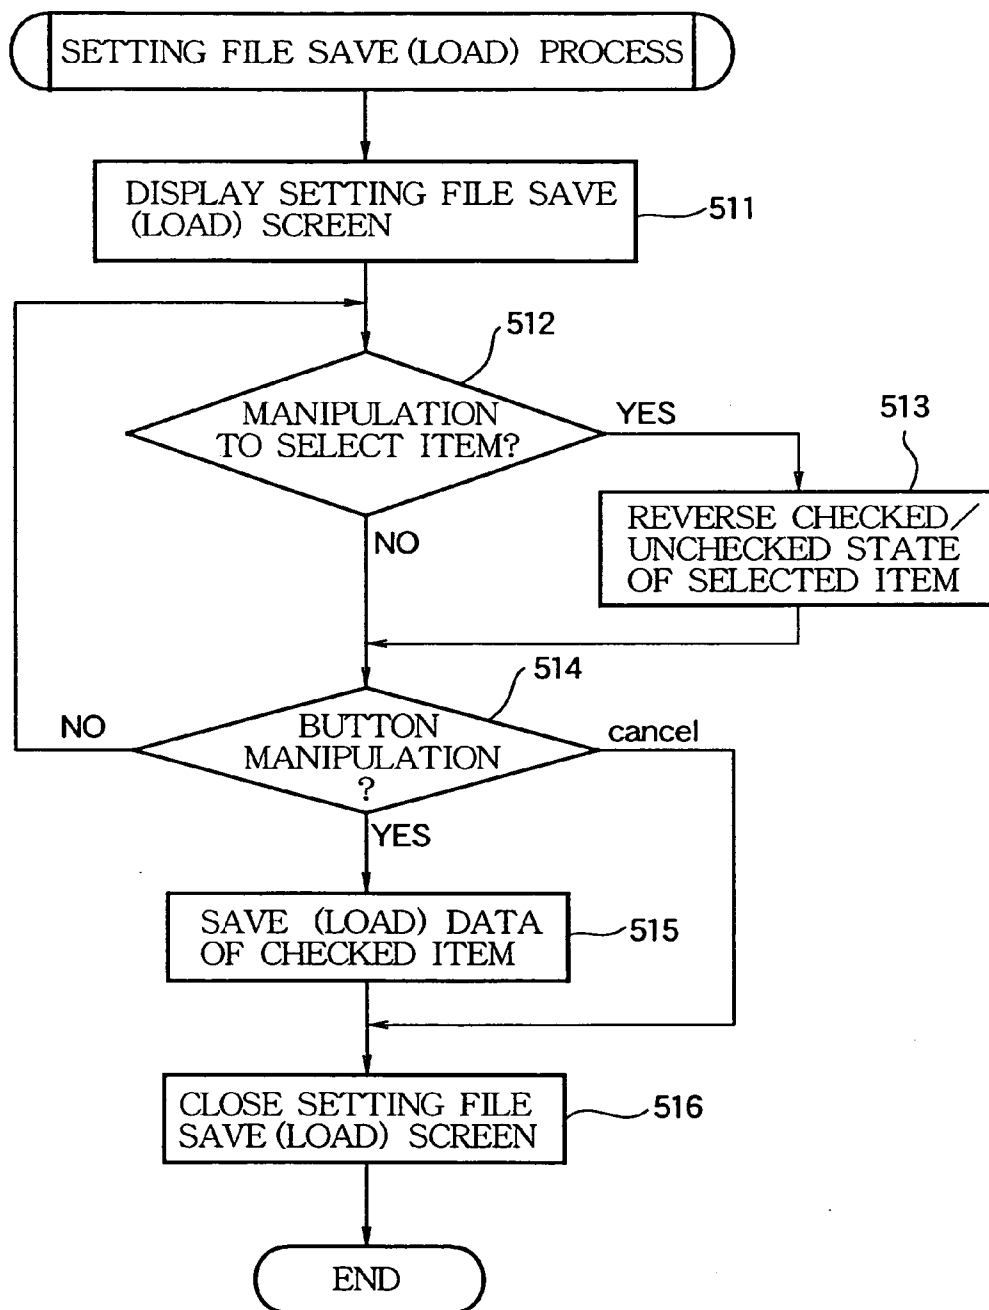 SETTING FILE SAVE (LOAD) PROCESS
DISPLAY SETTING FILE SAVE
(LOAD) SCREEN
511
512
MANIPULATION
TO SELECT ITEM?
YES
513
REVERSE CHECKED/
UNCHECKED STATE
OF SELECTED ITEM
NO
514
BUTTON
MANIPULATION
?
NO
cancel
YES
SAVE (LOAD) DATA
OF CHECKED ITEM
515
CLOSE SETTING FILE
SAVE (LOAD) SCREEN
516
END